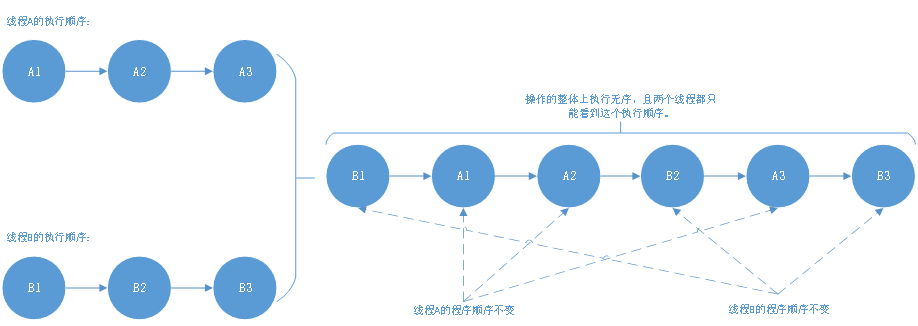 线程A的执行顺序:
A1
A2
A3
操作的整体上执行无序，且两个线程都只
能看到这个执行顺序。
B1
A1
A2
B2
A3
B3
线程B的执行顺序:
B1
B2
B3
线程A的程序顺序不变
线程B的程序顺序不变